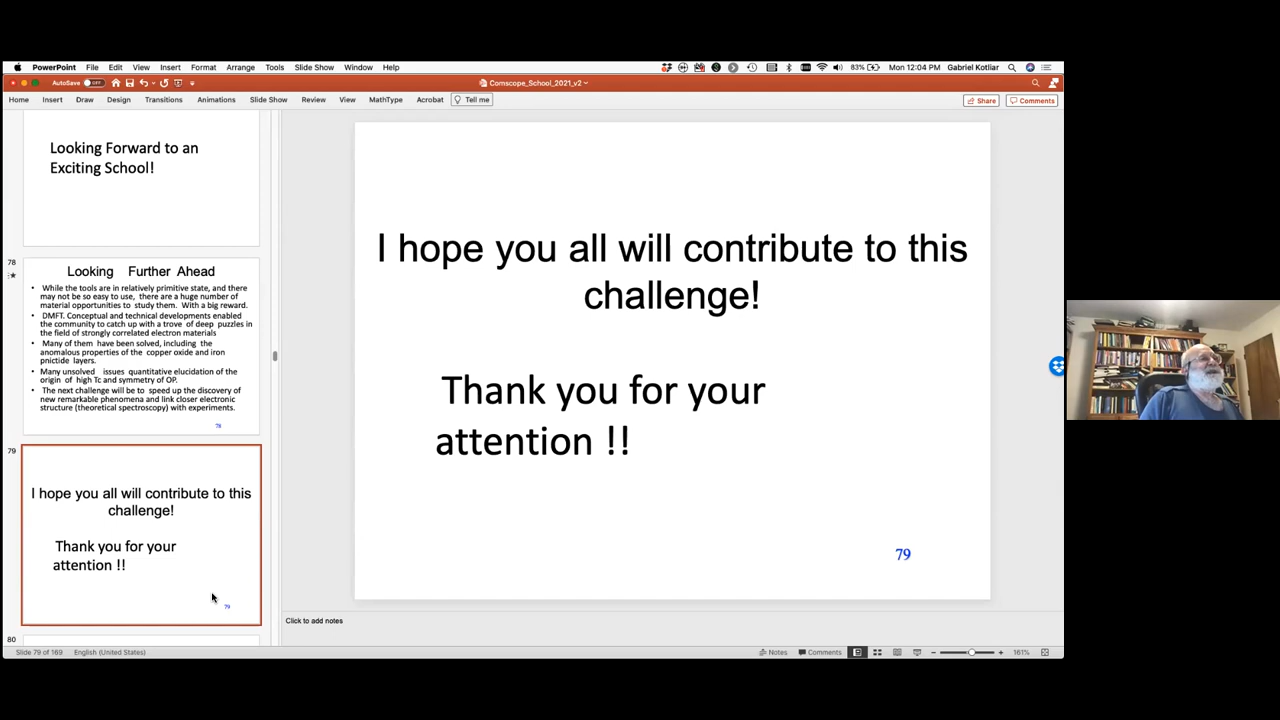 PowerPoint File Edit View Insert Format Arrange Tools Slide Show Window Help 83% Mon 12:04 PM Gabriel Kotliar
AutoSave OFF Comscope_School_2021_v2
Home Insert Draw Design Transitions Animations Slide Show Review View MathType Acrobat Tell me Share Comments
Looking Forward to an
Exciting School!
78
Looking Further Ahead
• While the tools are in relatively primitive state, and there
may not be so easy to use, there are a huge number of
material opportunities to study them. With a big reward.
• DMFT. Conceptual and technical developments enabled
the community to catch up with a trove of deep puzzles in
the field of strongly correlated electron materials
• Many of them have been solved, including the
anomalous properties of the copper oxide and iron
pnictide layers.
• Many unsolved issues quantitative elucidation of the
origin of high Tc and symmetry of OP.
• The next challenge will be to speed up the discovery of
new remarkable phenomena and link closer electronic
structure (theoretical spectroscopy) with experiments.
78
79
I hope you all will contribute to this
challenge!
Thank you for your
attention !!
79
80
I hope you all will contribute to this
challenge!
Thank you for your
attention !!
79
Click to add notes
Slide 79 of 169 English (United States) Notes Comments 161%